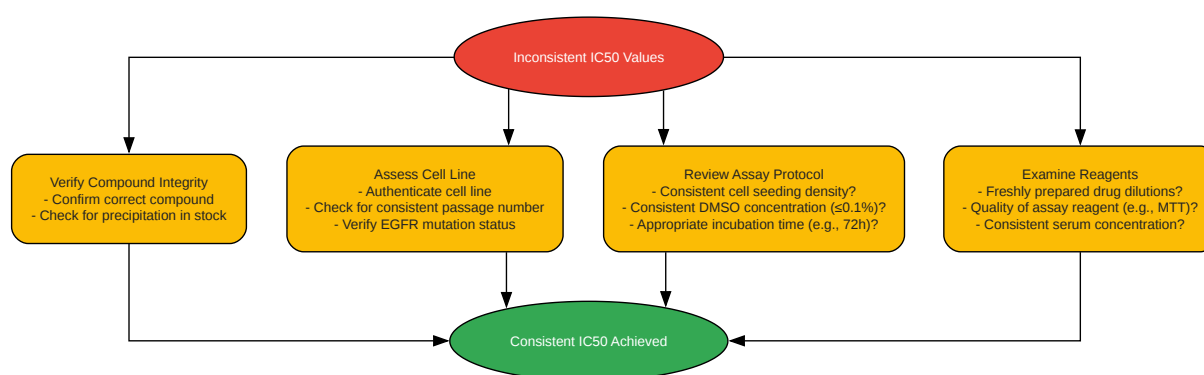 Inconsistent IC50 Values
Verify Compound Integrity
- Confirm correct compound
- Check for precipitation in stock
Assess Cell Line
- Authenticate cell line
- Check for consistent passage number
- Verify EGFR mutation status
Review Assay Protocol
- Consistent cell seeding density?
- Consistent DMSO concentration (≤0.1%)?
- Appropriate incubation time (e.g., 72h)?
Examine Reagents
- Freshly prepared drug dilutions?
- Quality of assay reagent (e.g., MTT)?
- Consistent serum concentration?
Consistent IC50 Achieved